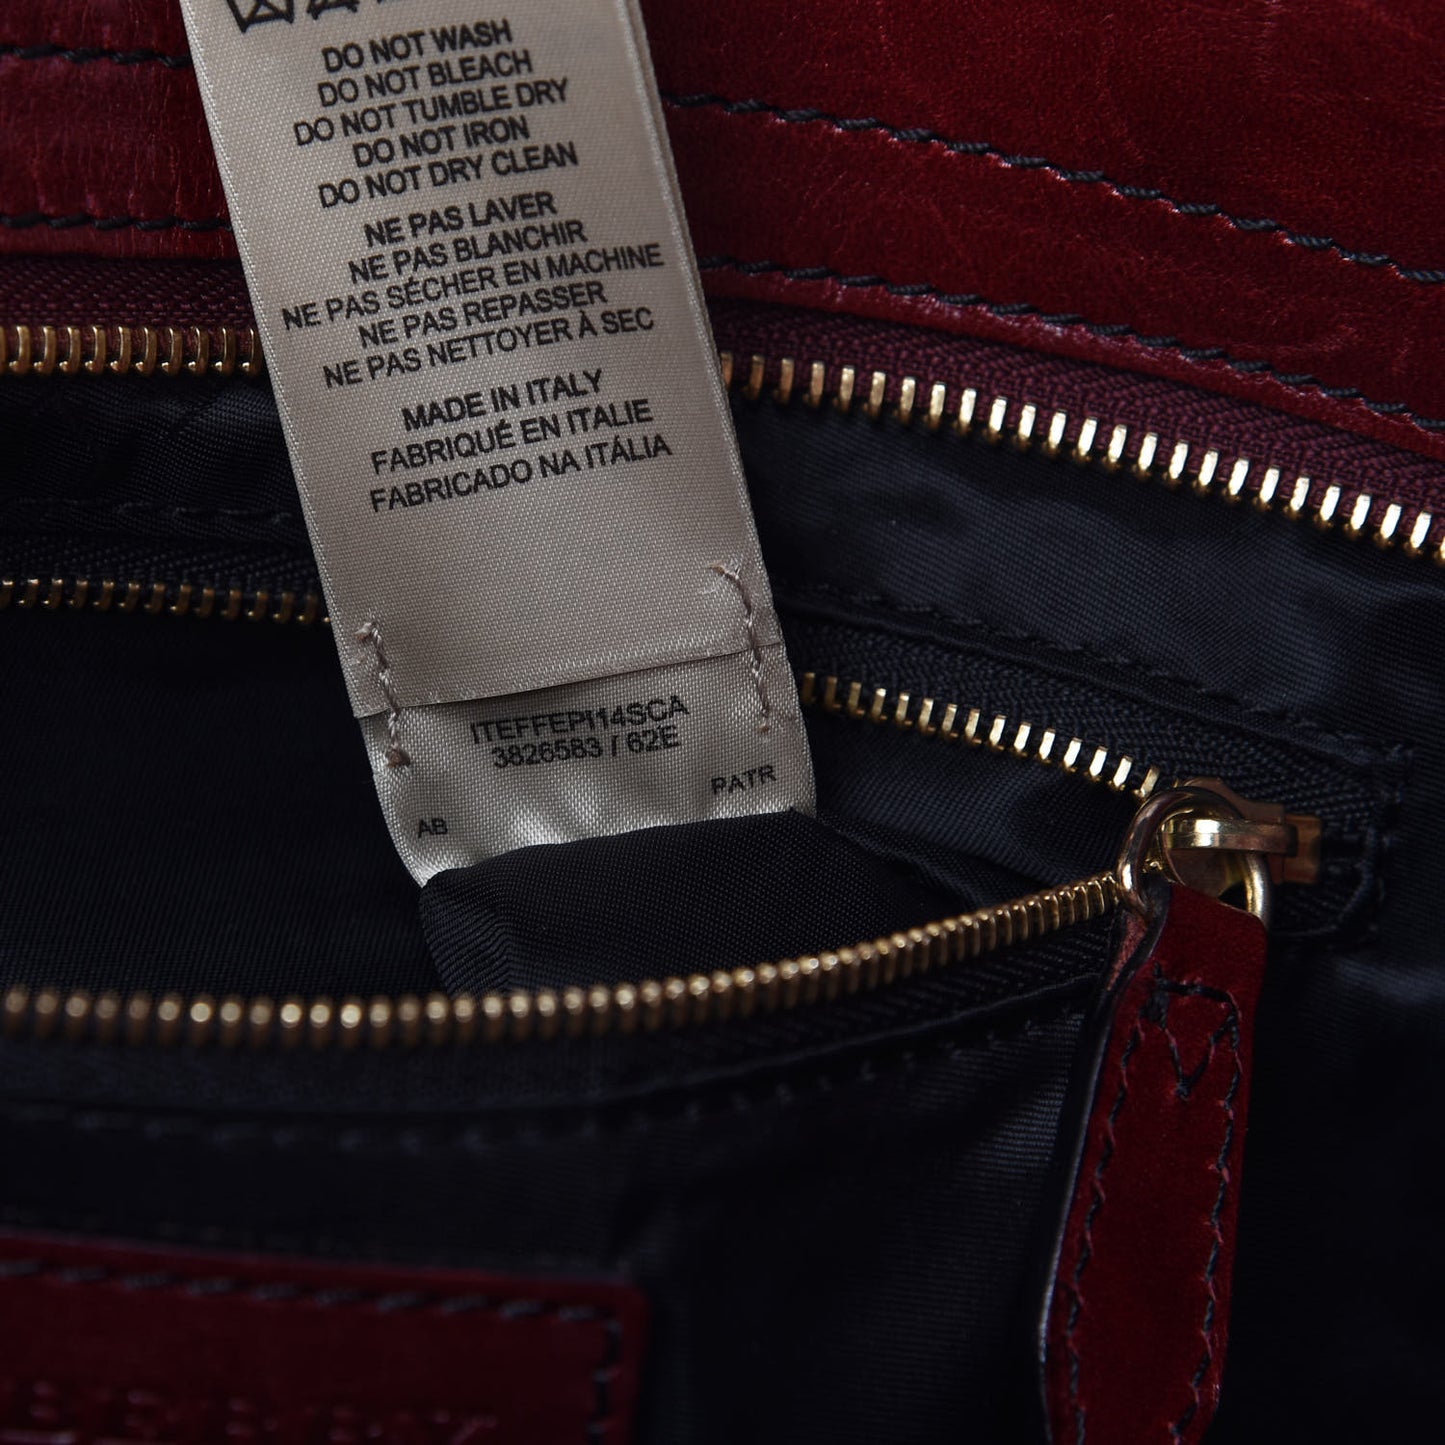 DO NOT WASH
DO NOT BLEACH
DO NOT TUMBLE DRY
DO NOT IRON
DO NOT DRY CLEAN
NE PAS LAVER
NE PAS BLANCHIR
NE PAS SÉCHER EN MACHINE
NE PAS REPASSER
NE PAS NETTOYER À SEC
MADE IN ITALY
FABRIQUÉ EN ITALIE
FABRICADO NA ITÁLIA
ITEFFEPI14SCA
3826583 / 62E
PATR
AB